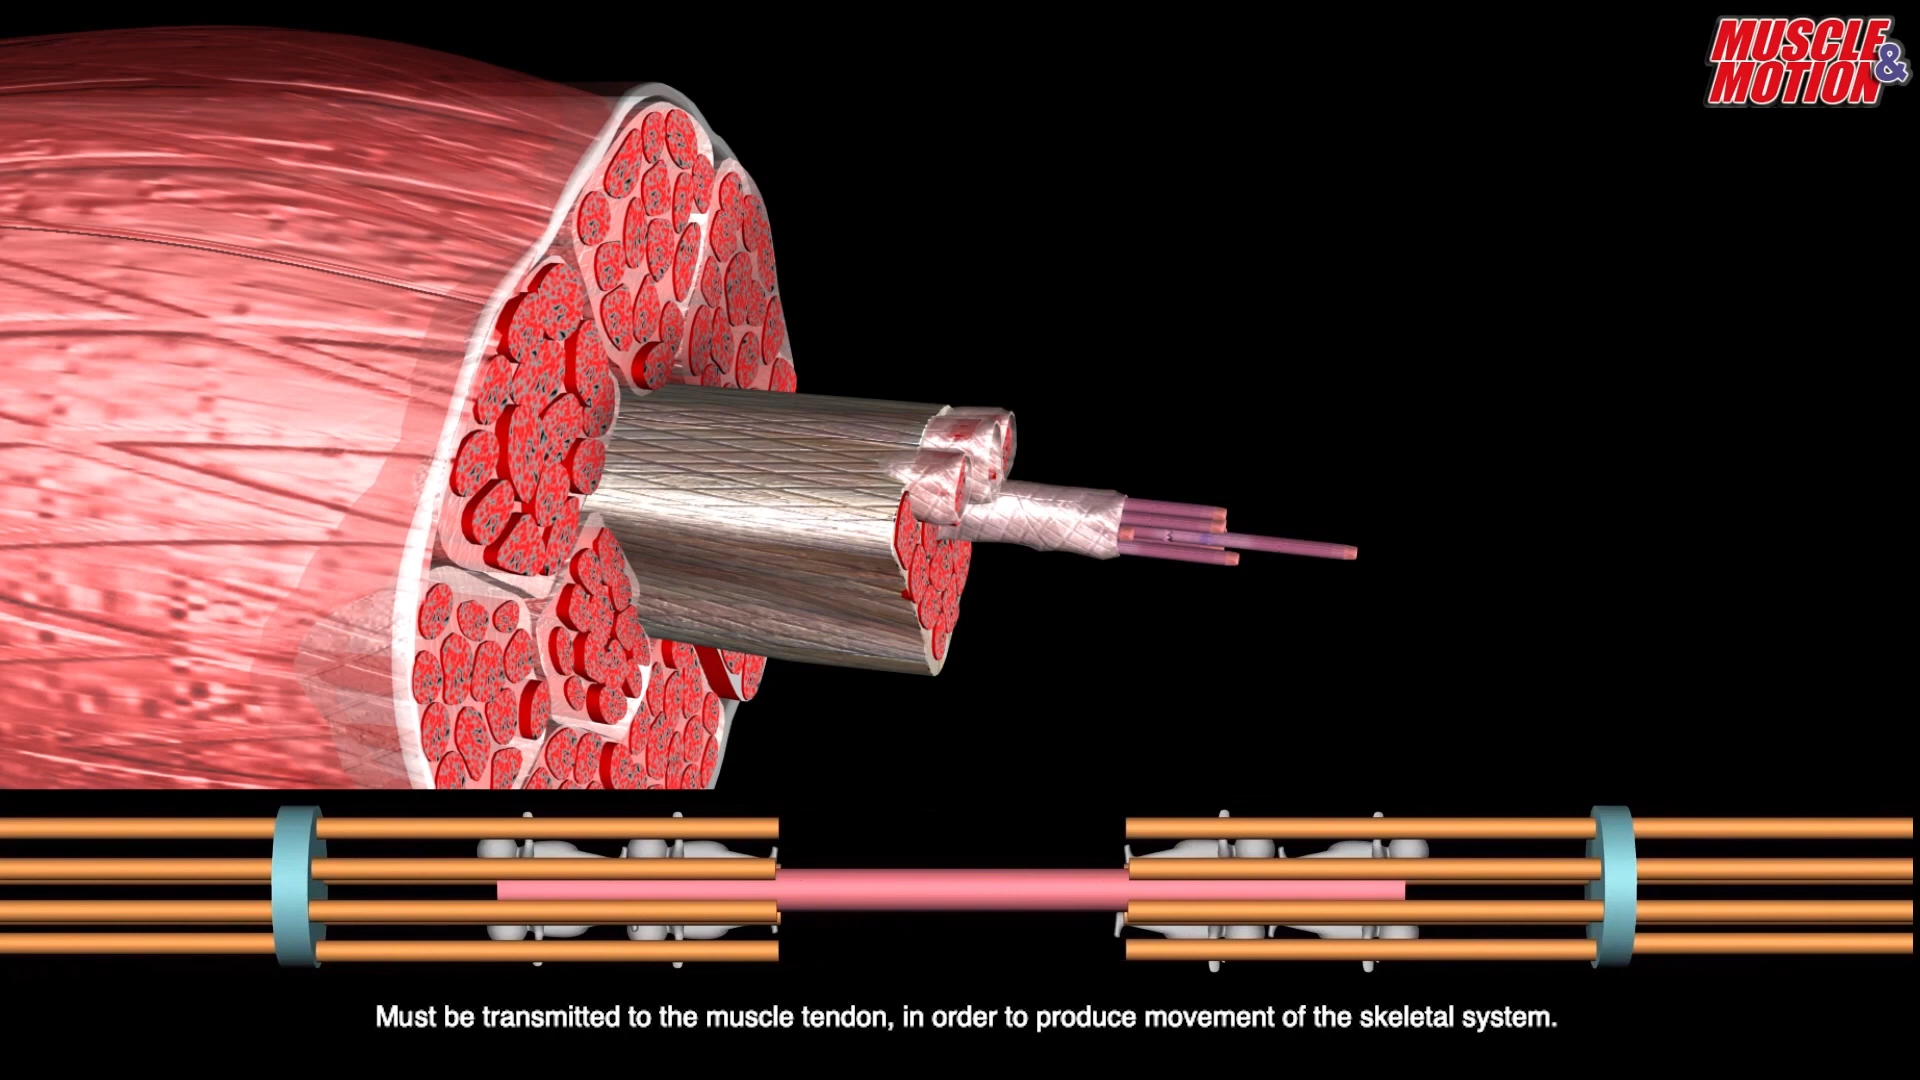 MUSCLE &
MOTION
Must be transmitted to the muscle tendon, in order to produce movement of the skeletal system.